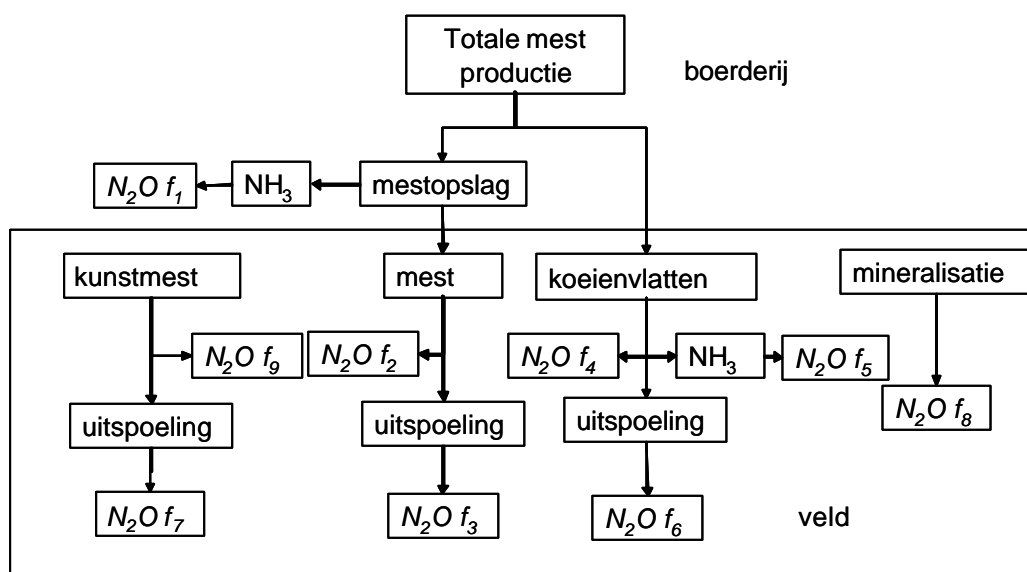 Totale mest
productie
boerderij
N2O f1
NH3
mestopslag
kunstmest
mest
koeienvlatten
mineralisatie
N2O f9
N2O f2
N2O f4
NH3
N2O f5
N2O f8
uitspoeling
uitspoeling
uitspoeling
N2O f7
N2O f3
N2O f6
veld